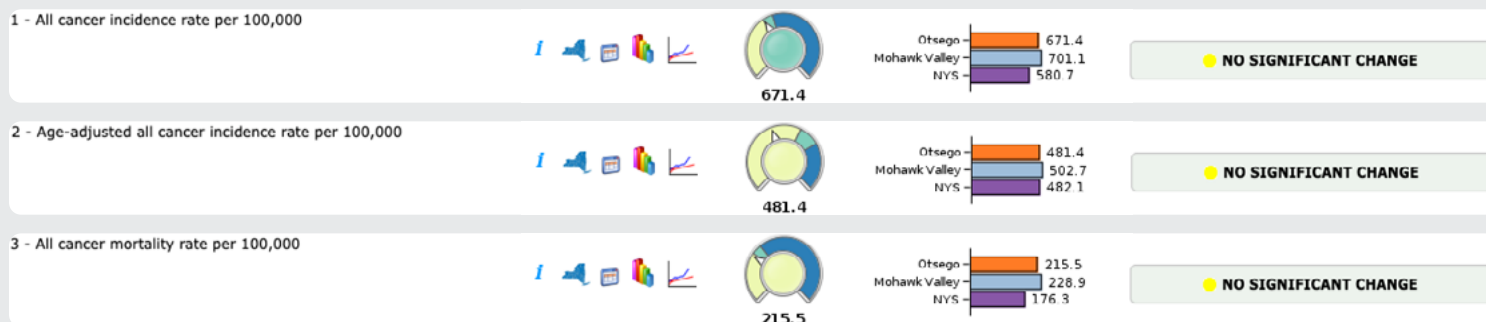 1 - All cancer incidence rate per 100,000
i
671.4
Otsego 671.4
Mohawk Valley 701.1
NYS 580.7
NO SIGNIFICANT CHANGE
2 - Age-adjusted all cancer incidence rate per 100,000
i
481.4
Otsego 481.4
Mohawk Valley 502.7
NYS 482.1
NO SIGNIFICANT CHANGE
3 - All cancer mortality rate per 100,000
i
215.5
Otsego 215.5
Mohawk Valley 228.9
NYS 176.3
NO SIGNIFICANT CHANGE